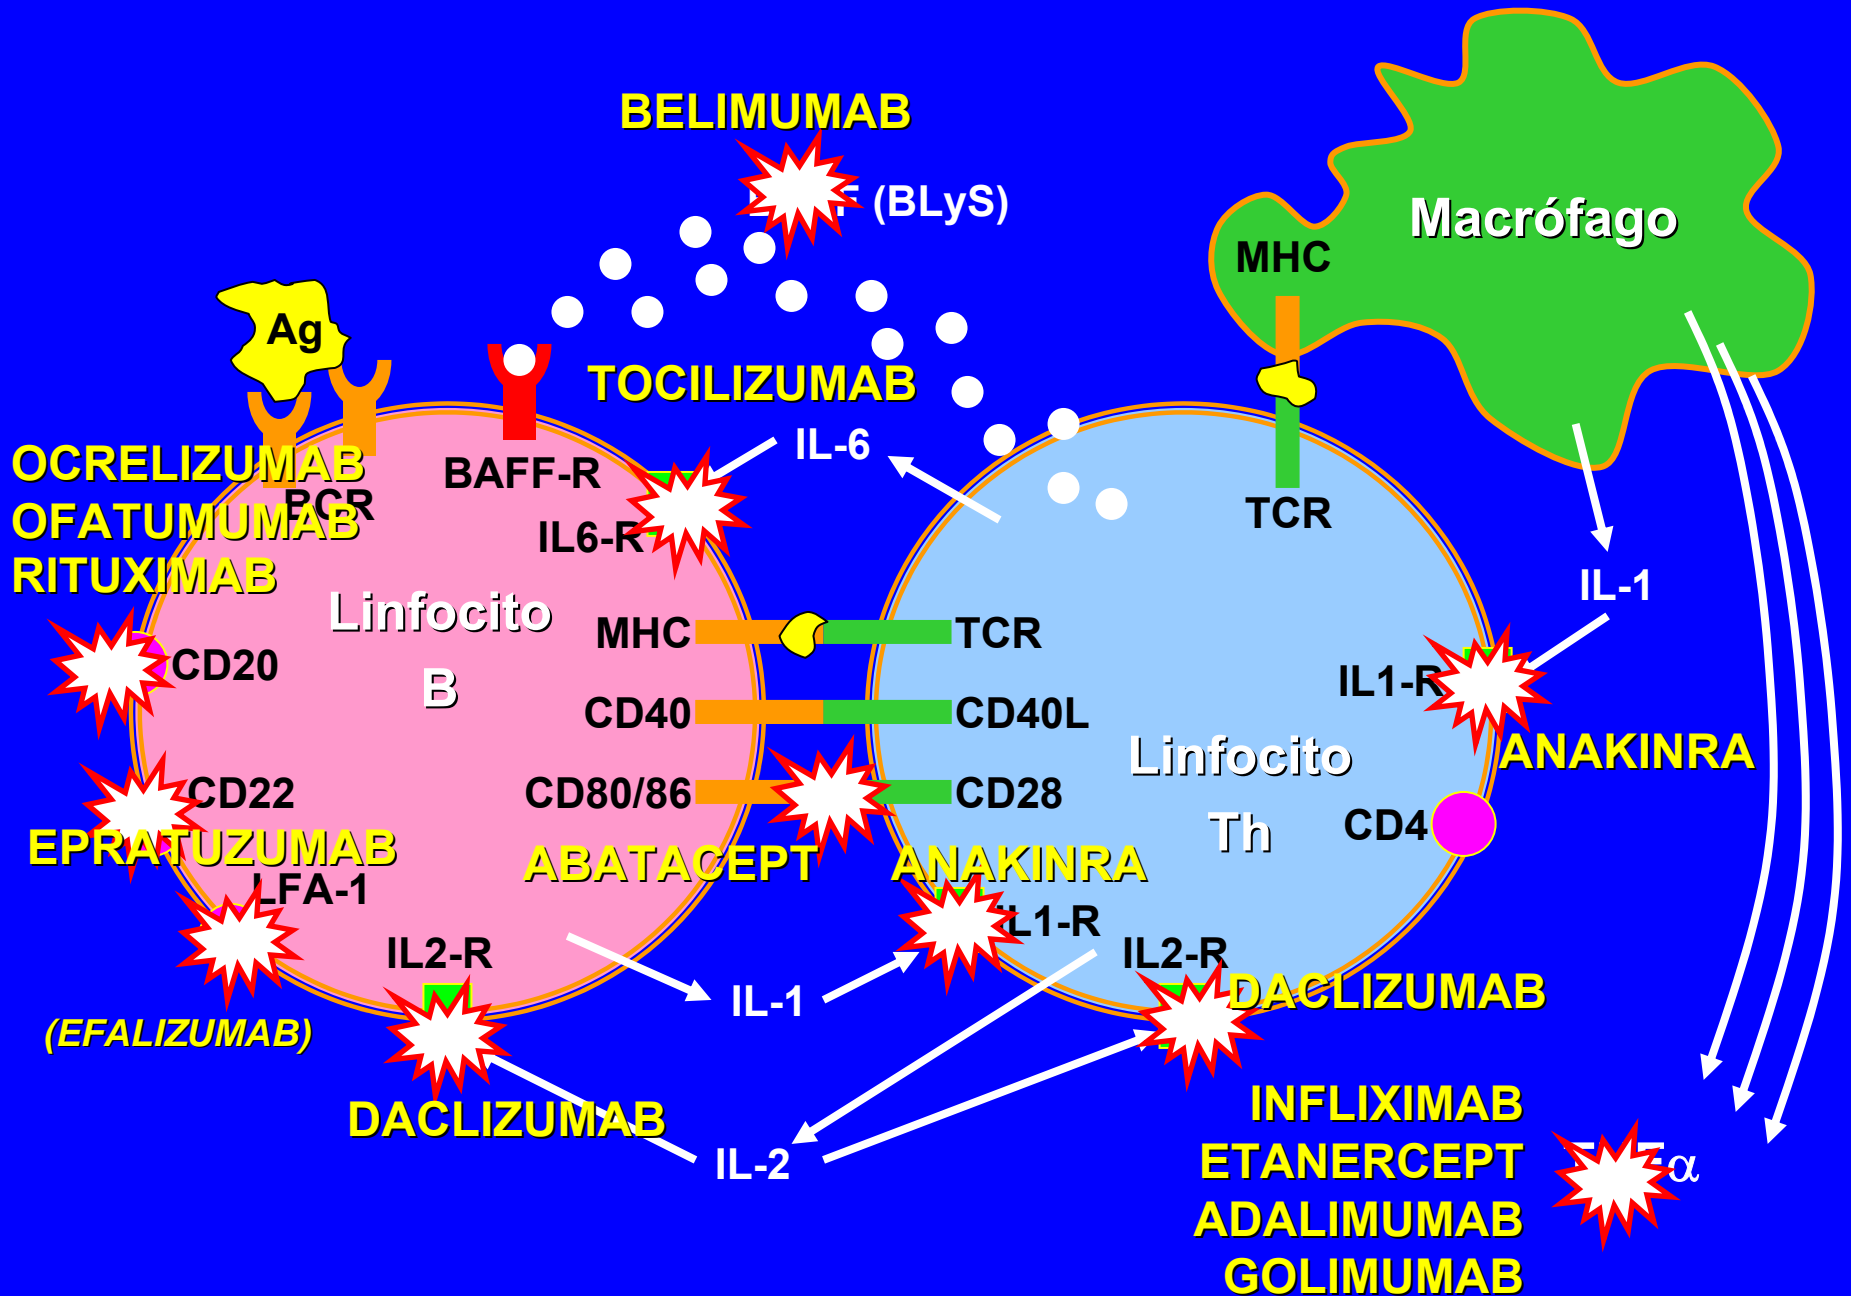 BELIMUMAB
(BLyS)
Macrófago
MHC
Ag
TOCILIZUMAB
IL-6
OCRELIZUMAB
BAFF-R
BCR
OFATUMUMAB
IL6-R
TCR
RITUXIMAB
IL-1
Linfocito
B
MHC
TCR
CD20
IL1-R
CD40
CD40L
ANAKINRA
Linfocito
Th
CD22
CD80/86
CD28
CD4
EPRATUZUMAB
ABATACEPT
ANAKINRA
LFA-1
IL1-R
IL2-R
IL2-R
DACLIZUMAB
IL-1
(EFALIZUMAB)
DACLIZUMAB
IL-2
INFLIXIMAB
ETANERCEPT
α
ADALIMUMAB
GOLIMUMAB